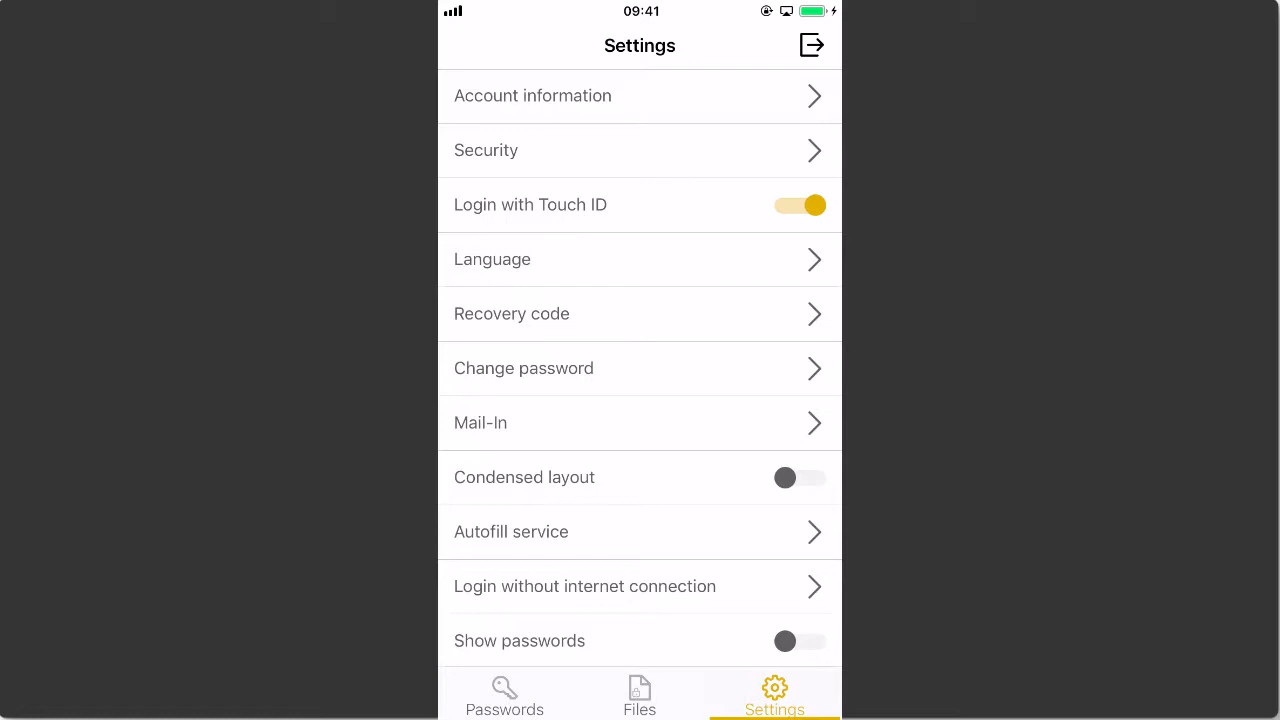 09:41
Settings
Account information
Security
Login with Touch ID
Language
Recovery code
Change password
Mail-In
Condensed layout
Autofill service
Login without internet connection
Show passwords
Passwords Files Settings